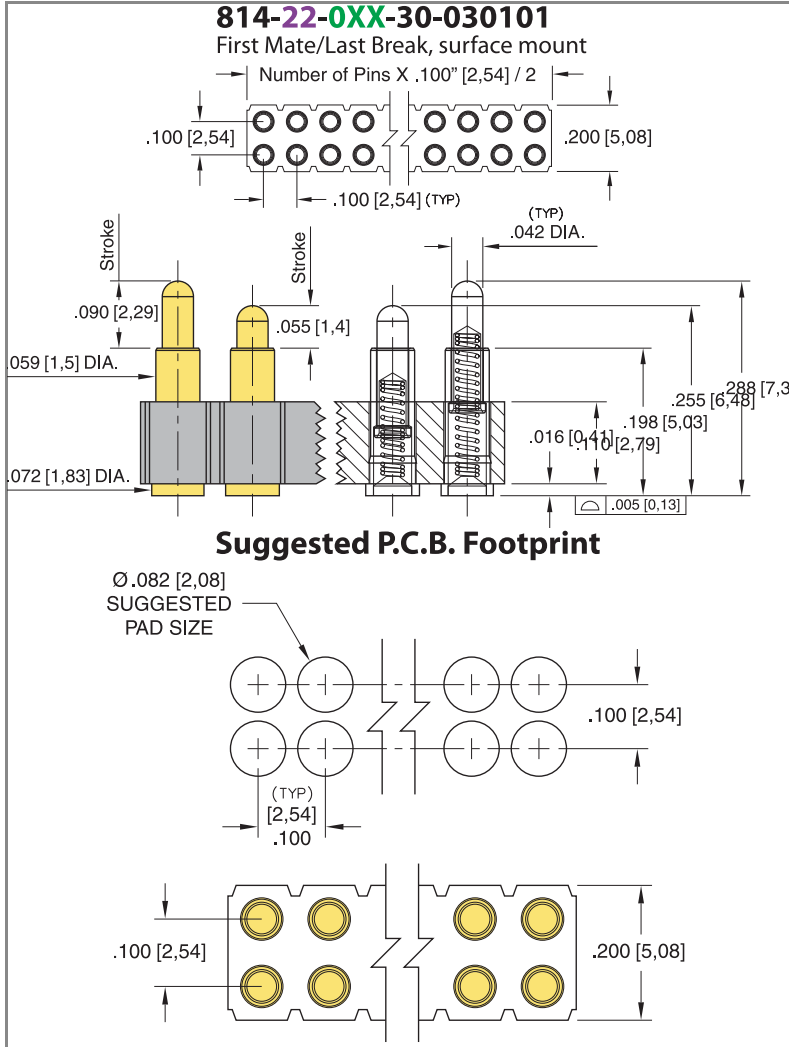 814-22-0XX-30-030101
First Mate/Last Break, surface mount
Number of Pins X .100" [2,54] / 2
.100 [2,54]
.200 [5,08]
.100 [2,54] (TYP)
(TYP)
.042 DIA.
Stroke
Stroke
.090 [2,29]
.055 [1,4]
.059 [1,5] DIA.
.288 [7,3
.255 [6,48]
.198 [5,03]
.016 [0,41]
.110 [2,79]
.072 [1,83] DIA.
.005 [0,13]
Suggested P.C.B. Footprint
Ø.082 [2,08]
SUGGESTED
PAD SIZE
.100 [2,54]
(TYP)
[2,54]
.100
.100 [2,54]
.200 [5,08]